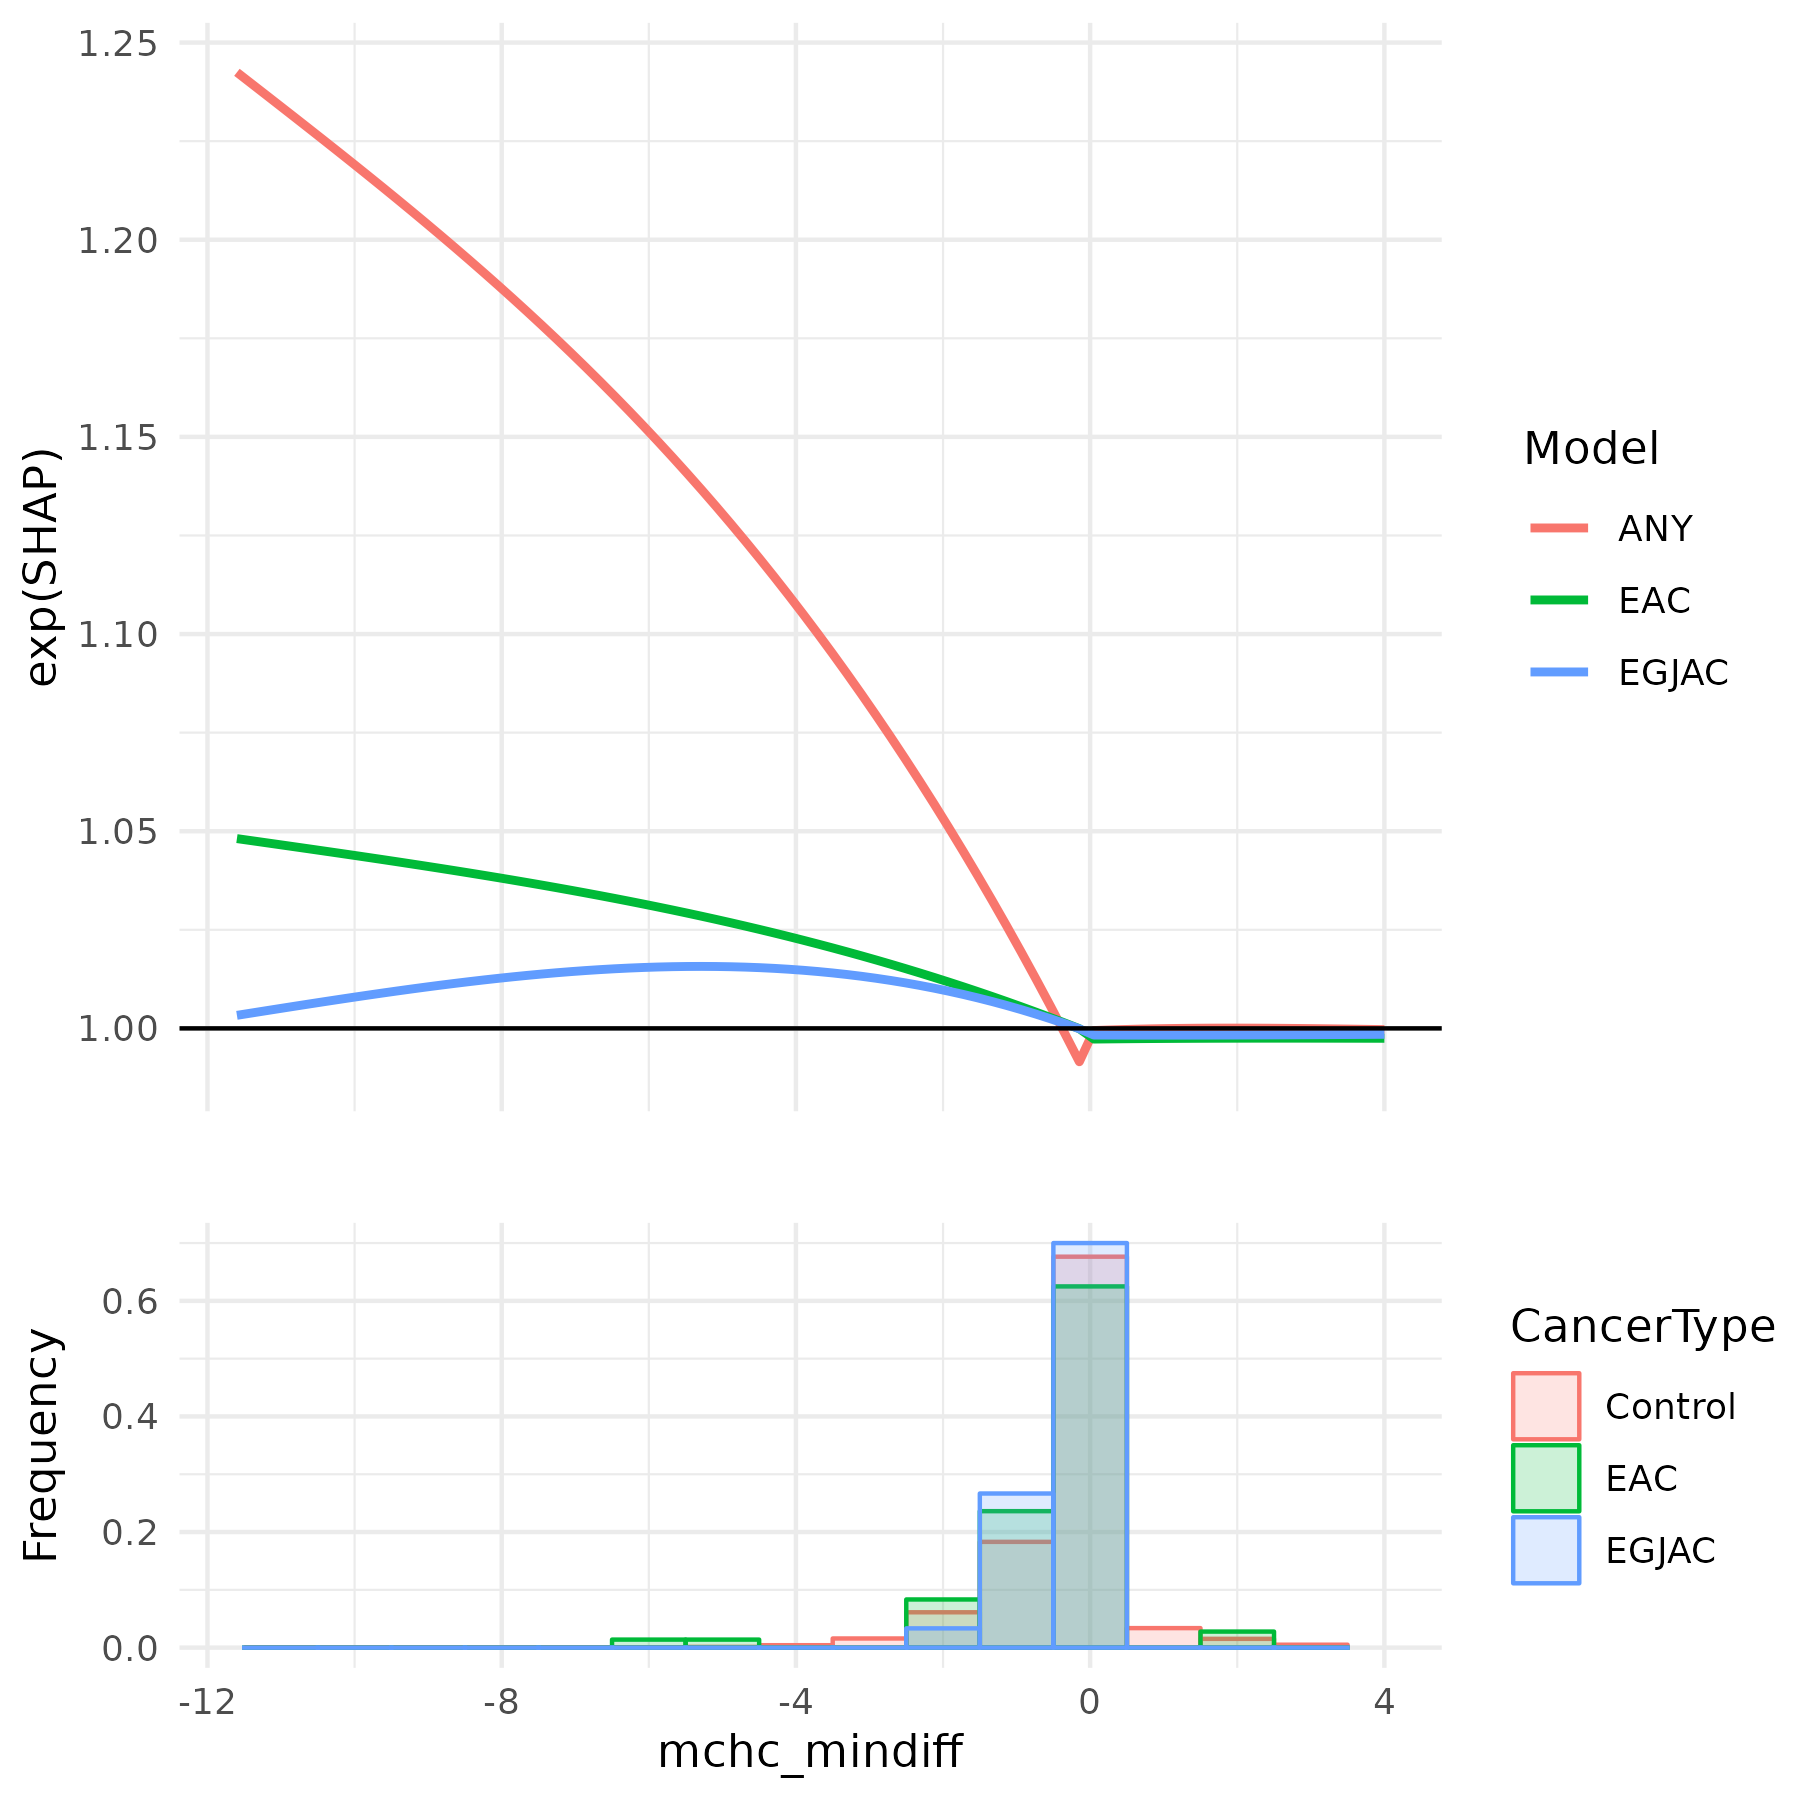 1.25
1.20
1.15
1.10
1.05
1.00
exp(SHAP)
Model
ANY
EAC
EGJAC
0.6
0.4
0.2
0.0
Frequency
-12
-8
-4
0
4
mchc_mindiff
CancerType
Control
EAC
EGJAC